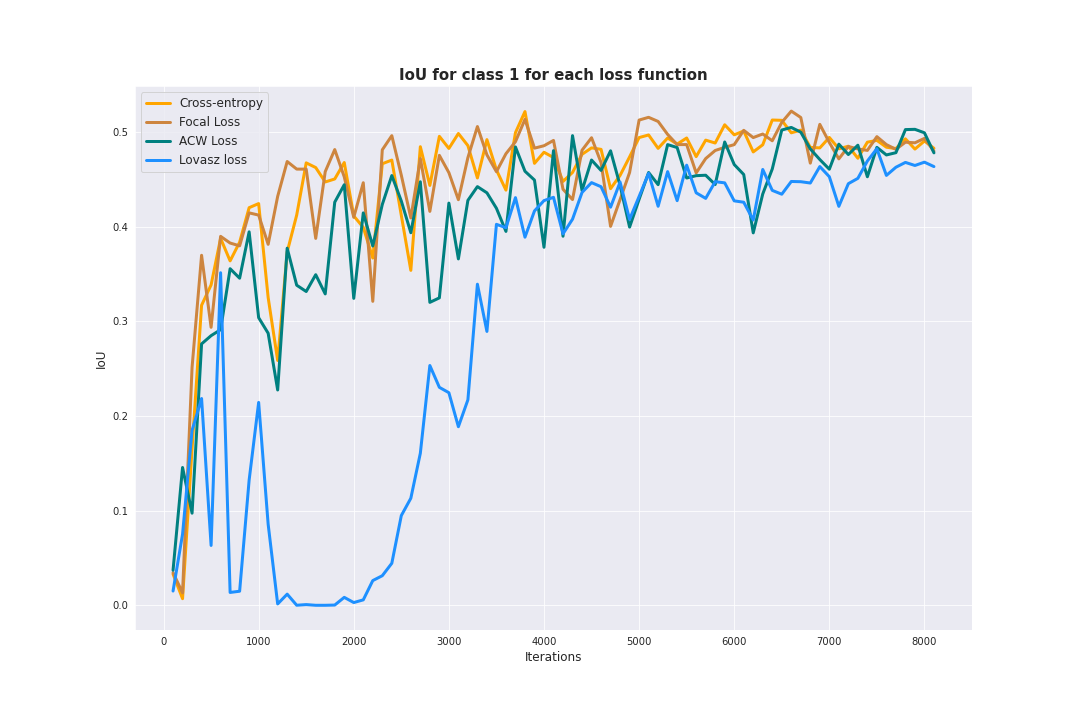 IoU for class 1 for each loss function
Cross-entropy
Focal Loss
ACW Loss
Lovasz loss
IoU
0.5
0.4
0.3
0.2
0.1
0.0
0 1000 2000 3000 4000 5000 6000 7000 8000
Iterations